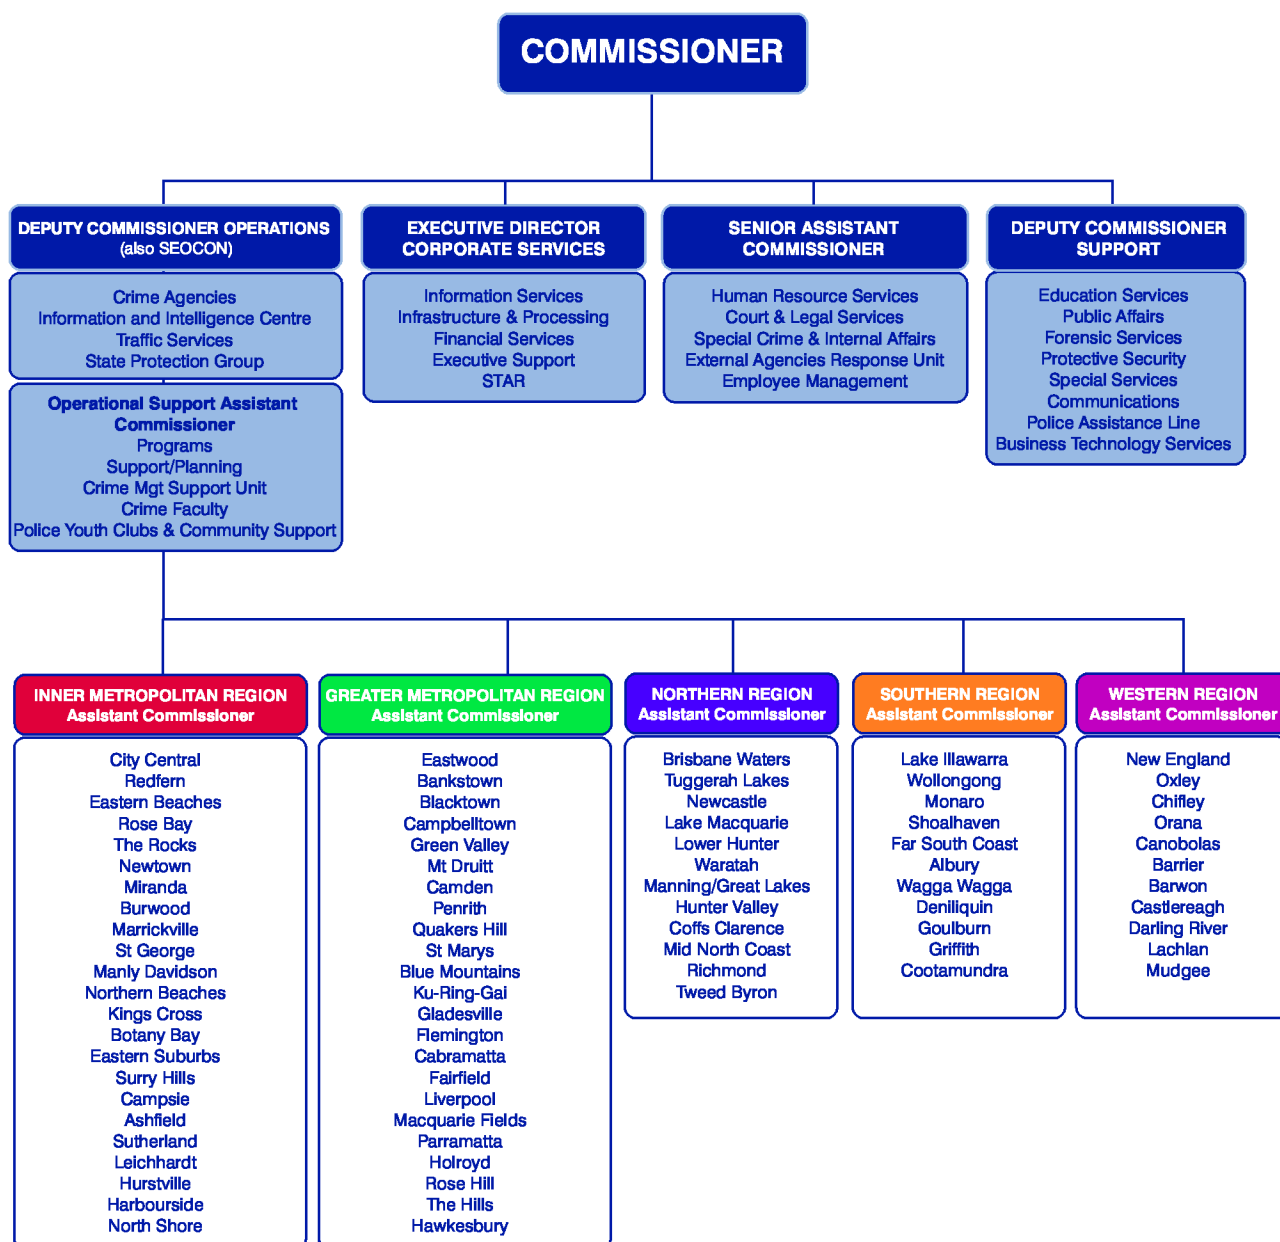 COMMISSIONER
DEPUTY COMMISSIONER OPERATIONS
(also SEOCON)
Crime Agencies
Information and Intelligence Centre
Traffic Services
State Protection Group
Operational Support Assistant
Commissioner
Programs
Support/Planning
Crime Mgt Support Unit
Crime Faculty
Police Youth Clubs & Community Support
EXECUTIVE DIRECTOR
CORPORATE SERVICES
Information Services
Infrastructure & Processing
Financial Services
Executive Support
STAR
SENIOR ASSISTANT
COMMISSIONER
Human Resource Services
Court & Legal Services
Special Crime & Internal Affairs
External Agencies Response Unit
Employee Management
DEPUTY COMMISSIONER
SUPPORT
Education Services
Public Affairs
Forensic Services
Protective Security
Special Services
Communications
Police Assistance Line
Business Technology Services
INNER METROPOLITAN REGION
Assistant Commissioner
City Central
Redfern
Eastern Beaches
Rose Bay
The Rocks
Newtown
Miranda
Burwood
Marrickville
St George
Manly Davidson
Northern Beaches
Kings Cross
Botany Bay
Eastern Suburbs
Surry Hills
Campsie
Ashfield
Sutherland
Leichhardt
Hurstville
Harbourside
North Shore
GREATER METROPOLITAN REGION
Assistant Commissioner
Eastwood
Bankstown
Blacktown
Campbelltown
Green Valley
Mt Druitt
Camden
Penrith
Quakers Hill
St Marys
Blue Mountains
Ku-Ring-Gai
Gladesville
Flemington
Cabramatta
Fairfield
Liverpool
Macquarie Fields
Parramatta
Holroyd
Rose Hill
The Hills
Hawkesbury
NORTHERN REGION
Assistant Commissioner
Brisbane Waters
Tuggerah Lakes
Newcastle
Lake Macquarie
Lower Hunter
Waratah
Manning/Great Lakes
Hunter Valley
Coffs Clarence
Mid North Coast
Richmond
Tweed Byron
SOUTHERN REGION
Assistant Commissioner
Lake Illawarra
Wollongong
Monaro
Shoalhaven
Far South Coast
Albury
Wagga Wagga
Deniliquin
Goulburn
Griffith
Cootamundra
WESTERN REGION
Assistant Commissioner
New England
Oxley
Chifley
Orana
Canobolas
Barrier
Barwon
Castlereagh
Darling River
Lachlan
Mudgee